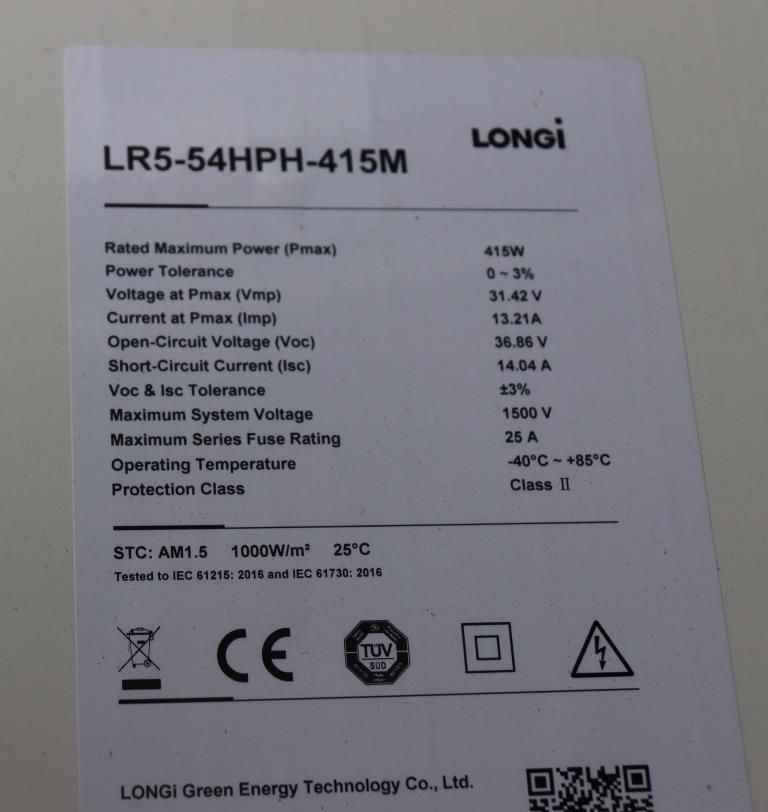 LONGi
LR5-54HPH-415M
Rated Maximum Power (Pmax) 415W
Power Tolerance 0 ~ 3%
Voltage at Pmax (Vmp) 31.42 V
Current at Pmax (Imp) 13.21A
Open-Circuit Voltage (Voc) 36.86 V
Short-Circuit Current (Isc) 14.04 A
Voc & Isc Tolerance ±3%
Maximum System Voltage 1500 V
Maximum Series Fuse Rating 25 A
Operating Temperature -40°C ~ +85°C
Protection Class Class Ⅱ
STC: AM1.5 1000W/m² 25°C
Tested to IEC 61215: 2016 and IEC 61730: 2016
CE
TÜV
SÜD
LONGi Green Energy Technology Co., Ltd.